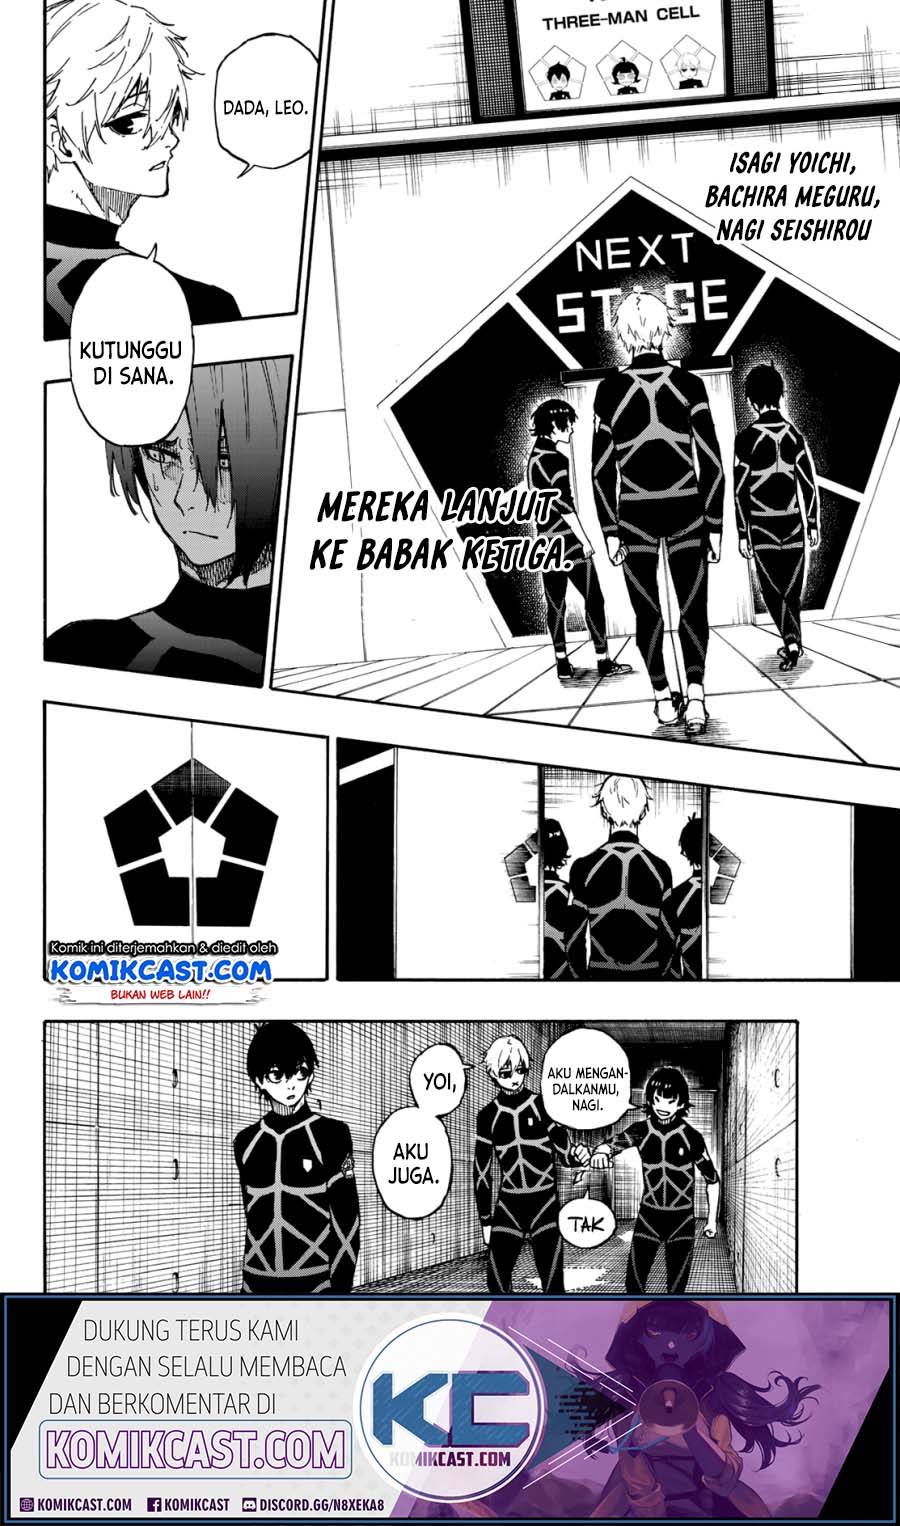 THREE-MAN CELL
DADA, LEO.
ISAGI YOICHI,
BACHIRA MEGURU,
NAGI SEISHIROU
NEXT
STAGE
KUTUNGGU
DI SANA.
MEREKA LANJUT
KE BABAK KETIGA.
Komik ini diterjemahkan & diedit oleh
KOMIKCAST.COM
BUKAN WEB LAIN!!
YOI,
AKU
JUGA.
AKU MENGAN-
DALKANMU,
NAGI.
TAK
DUKUNG TERUS KAMI
DENGAN SELALU MEMBACA
DAN BERKOMENTAR DI
KOMIKCAST.COM
KC
KOMIKCAST.COM
KOMIKCAST.COM KOMIKCAST DISCORD.GG/N8XEKA8